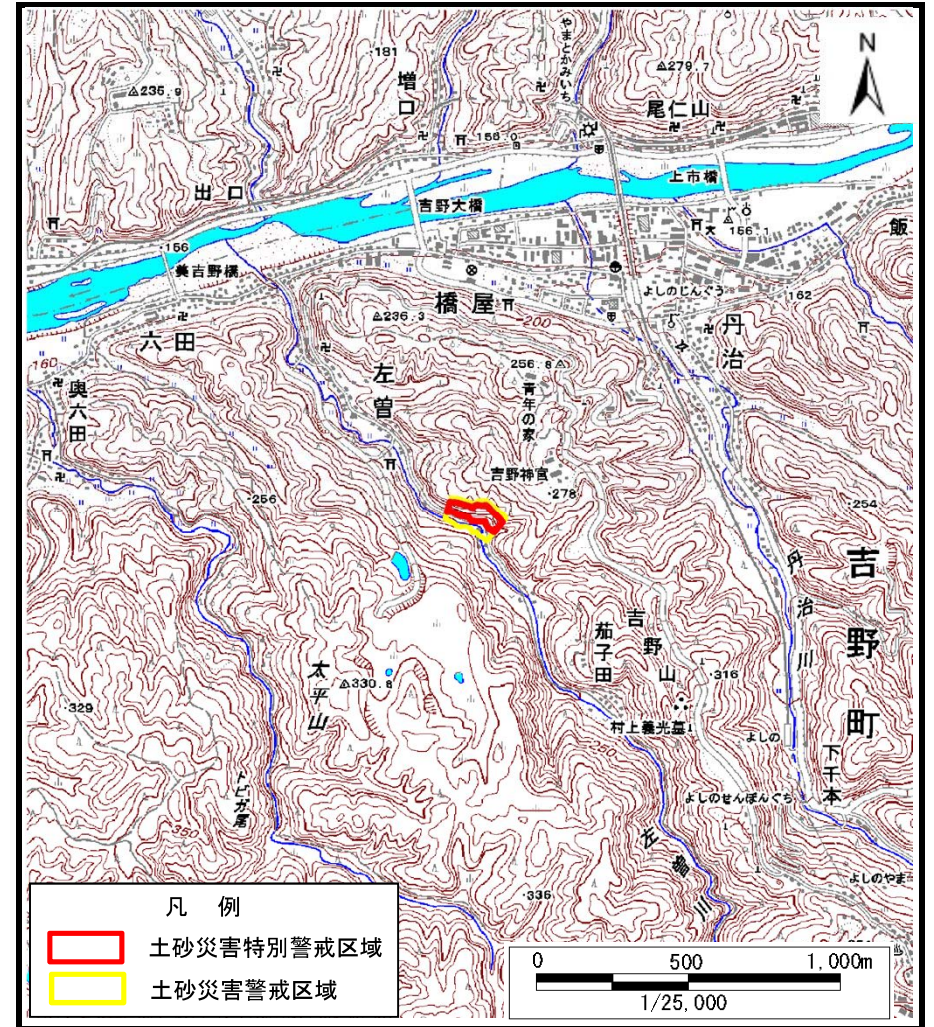 N
181
増口
やまとかみいち
279.7
235.9
尾仁山
156.0
出口
上市橋
吉野大橋
156.1
飯
156
美吉野橋
橋屋
よしのじんぐう
162
236.3
200
丹治
六田
160
256.8
左曽
青年の家
奥六田
吉野神宮
278
256
254
丹治川
吉野町
吉野山
茄子田
太平山
330.8
316
329
村上義光墓
よしの
250
下千本
トビガ尾
よしのせんぼんぐち
350
左曽川
よしのやま
336
凡 例
土砂災害特別警戒区域
土砂災害警戒区域
0 500 1,000m
1/25,000